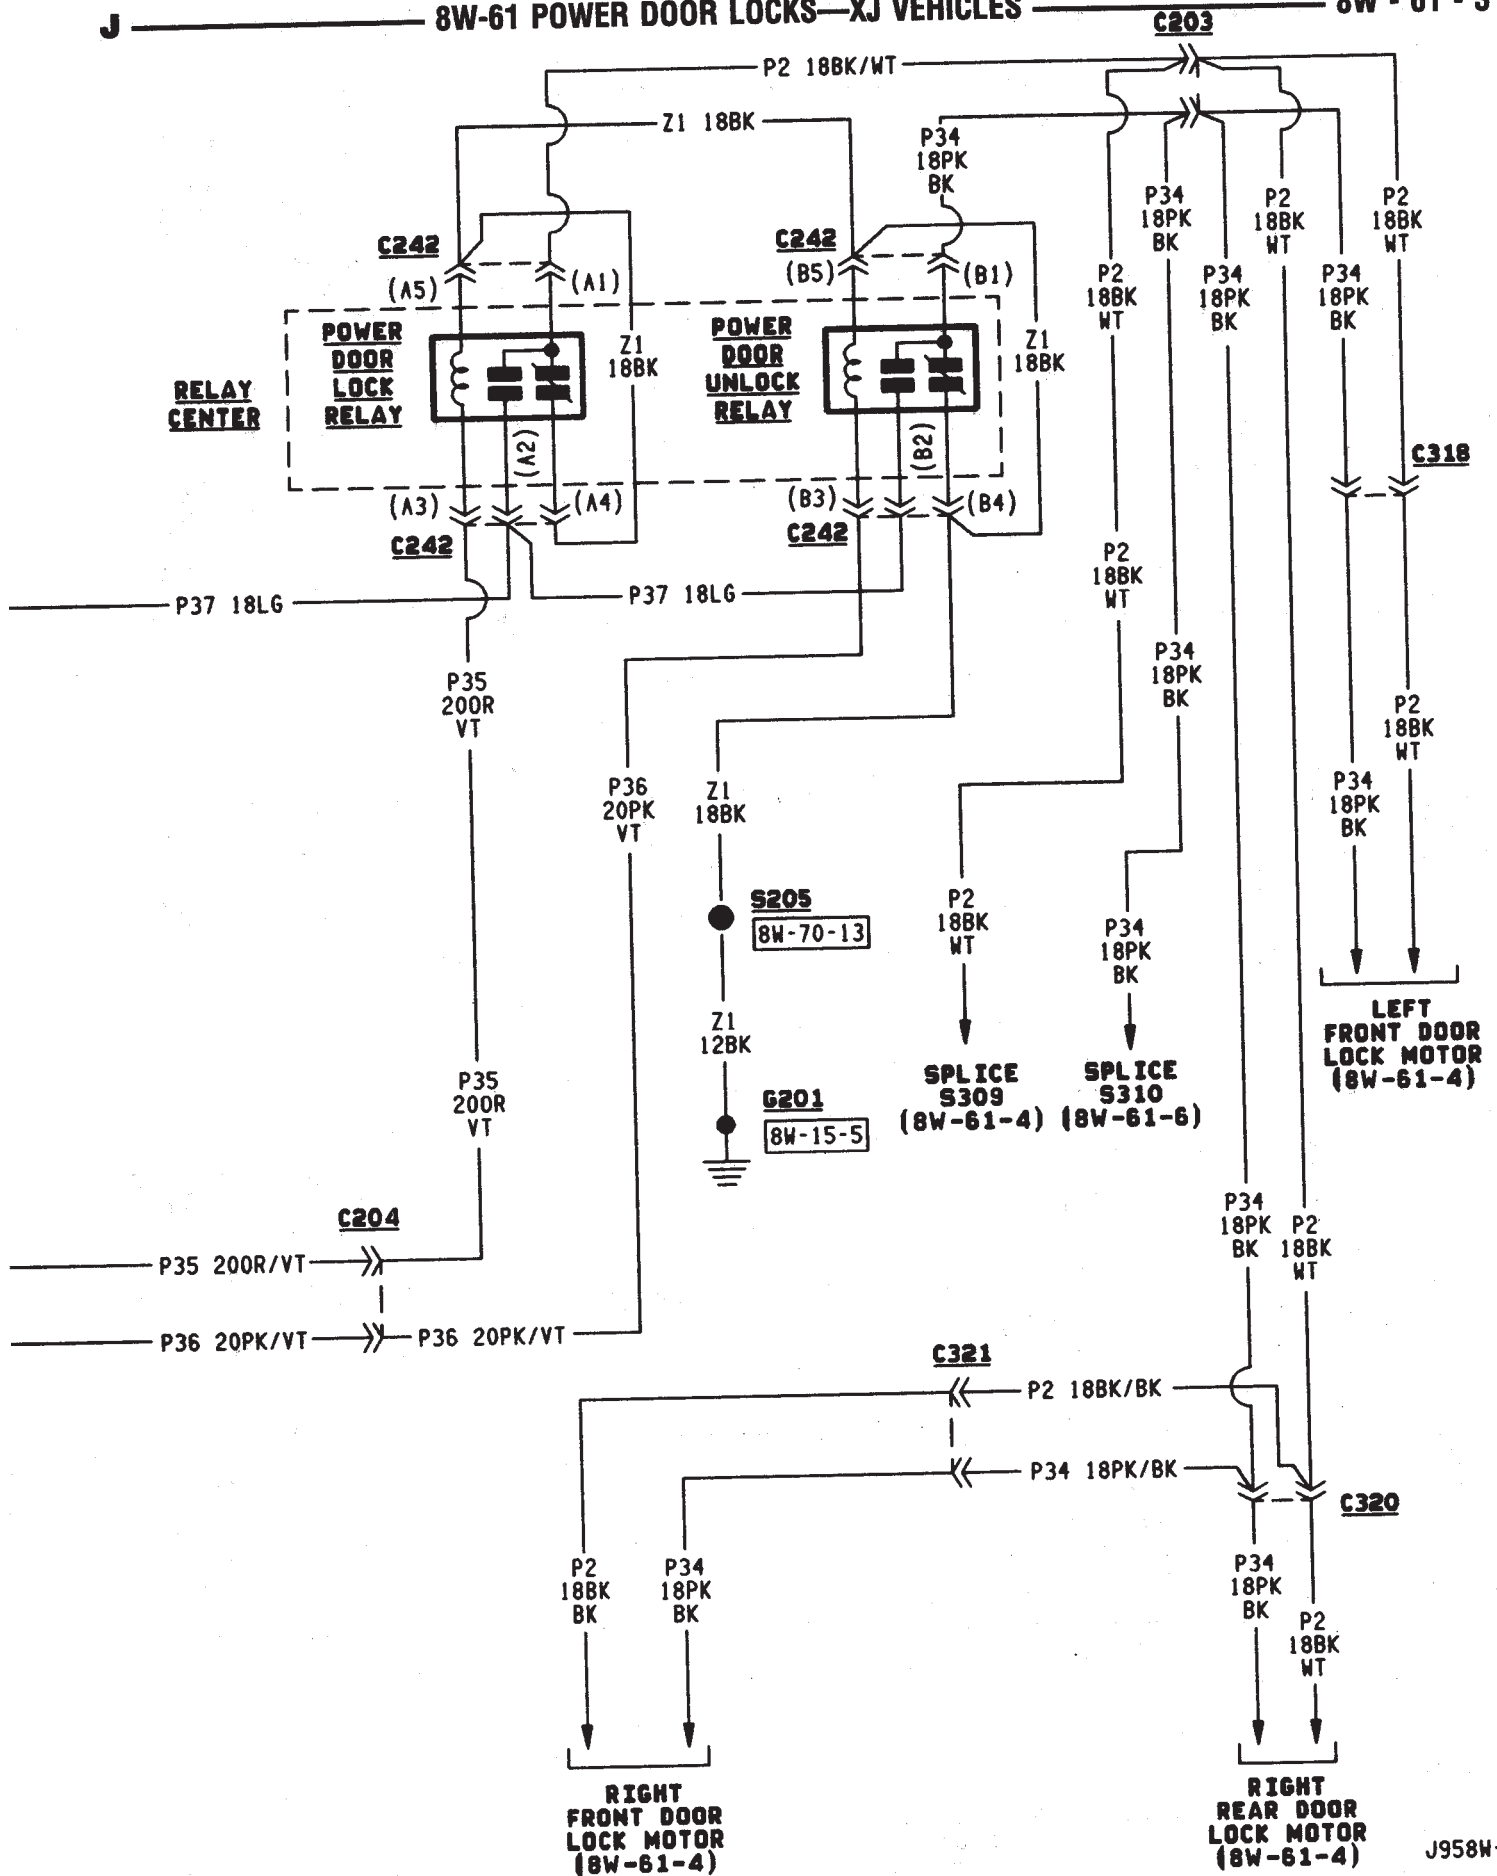 J
8W-61 POWER DOOR LOCKS—XJ VEHICLES
C203
P2 18BK/WT
Z1 18BK
P34
18PK
BK
P34
18PK
BK
P2
18BK
WT
P2
18BK
WT
C242
C242
(A5)
(A1)
(B5)
(B1)
P2
18BK
WT
P34
18PK
BK
P34
18PK
BK
POWER
DOOR
LOCK
RELAY
POWER
DOOR
UNLOCK
RELAY
Z1
18BK
Z1
18BK
RELAY
CENTER
(A2)
(B2)
C318
(A3)
(A4)
(B3)
(B4)
C242
C242
P2
18BK
WT
P37 18LG
P37 18LG
P34
18PK
BK
P35
200R
VT
P2
18BK
WT
P36
20PK
VT
Z1
18BK
P34
18PK
BK
S205
8W-70-13
P2
18BK
WT
P34
18PK
BK
Z1
12BK
LEFT
FRONT DOOR
LOCK MOTOR
(8W-61-4)
P35
200R
VT
G201
8W-15-5
SPLICE
S309
(8W-61-4)
SPLICE
S310
(8W-61-6)
C204
P34
18PK
BK
P2
18BK
WT
P35 200R/VT
P36 20PK/VT
P36 20PK/VT
C321
P2 18BK/BK
P34 18PK/BK
C320
P2
18BK
BK
P34
18PK
BK
P34
18PK
BK
P2
18BK
WT
RIGHT
FRONT DOOR
LOCK MOTOR
(8W-61-4)
RIGHT
REAR DOOR
LOCK MOTOR
(8W-61-4)
J958W-